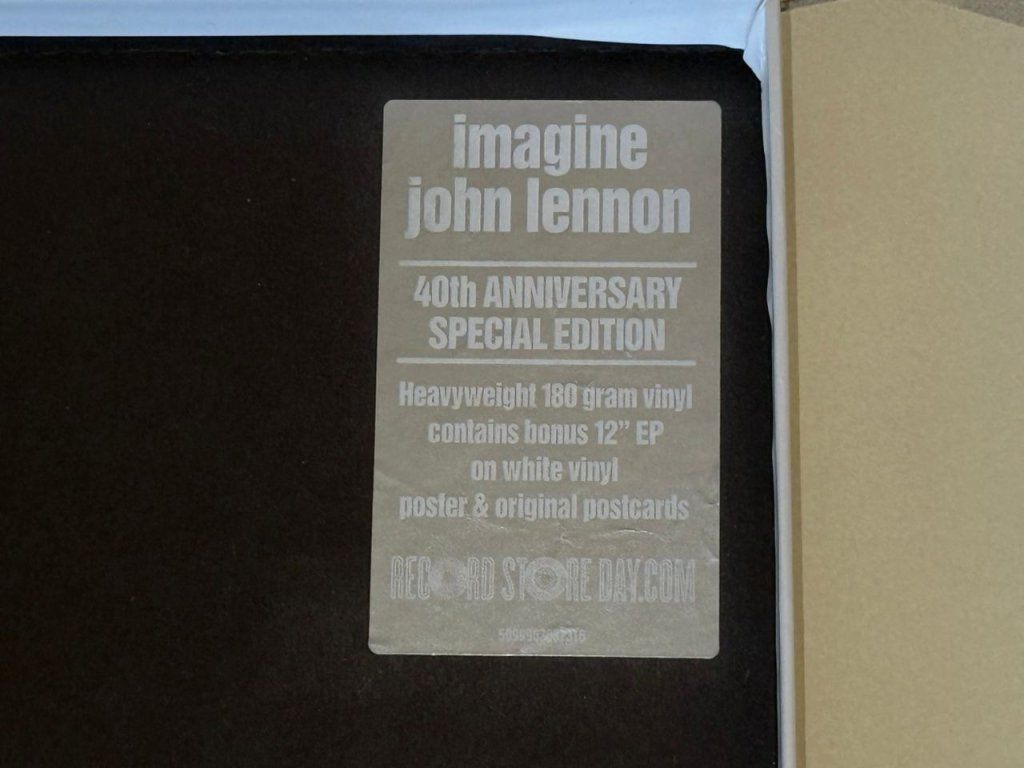 imagine
john lennon
40th ANNIVERSARY
SPECIAL EDITION
Heavyweight 180 gram vinyl
contains bonus 12” EP
on white vinyl
poster & original postcards
RECORD STORE DAY.COM